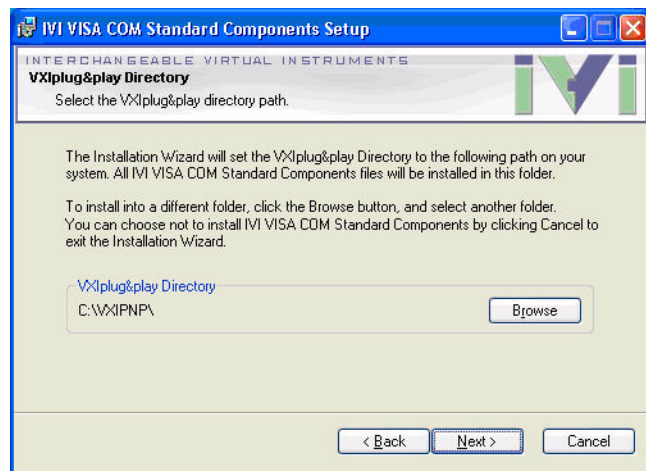 IVI VISA COM Standard Components Setup
INTERCHANGEABLE VIRTUAL INSTRUMENTS
VXIplug&play Directory
Select the VXIplug&play directory path.
IVI
The Installation Wizard will set the VXIplug&play Directory to the following path on your
system. All IVI VISA COM Standard Components files will be installed in this folder.
To install into a different folder, click the Browse button, and select another folder.
You can choose not to install IVI VISA COM Standard Components by clicking Cancel to
exit the Installation Wizard.
VXIplug&play Directory
C:\VXIPNP\
Browse
< Back
Next >
Cancel